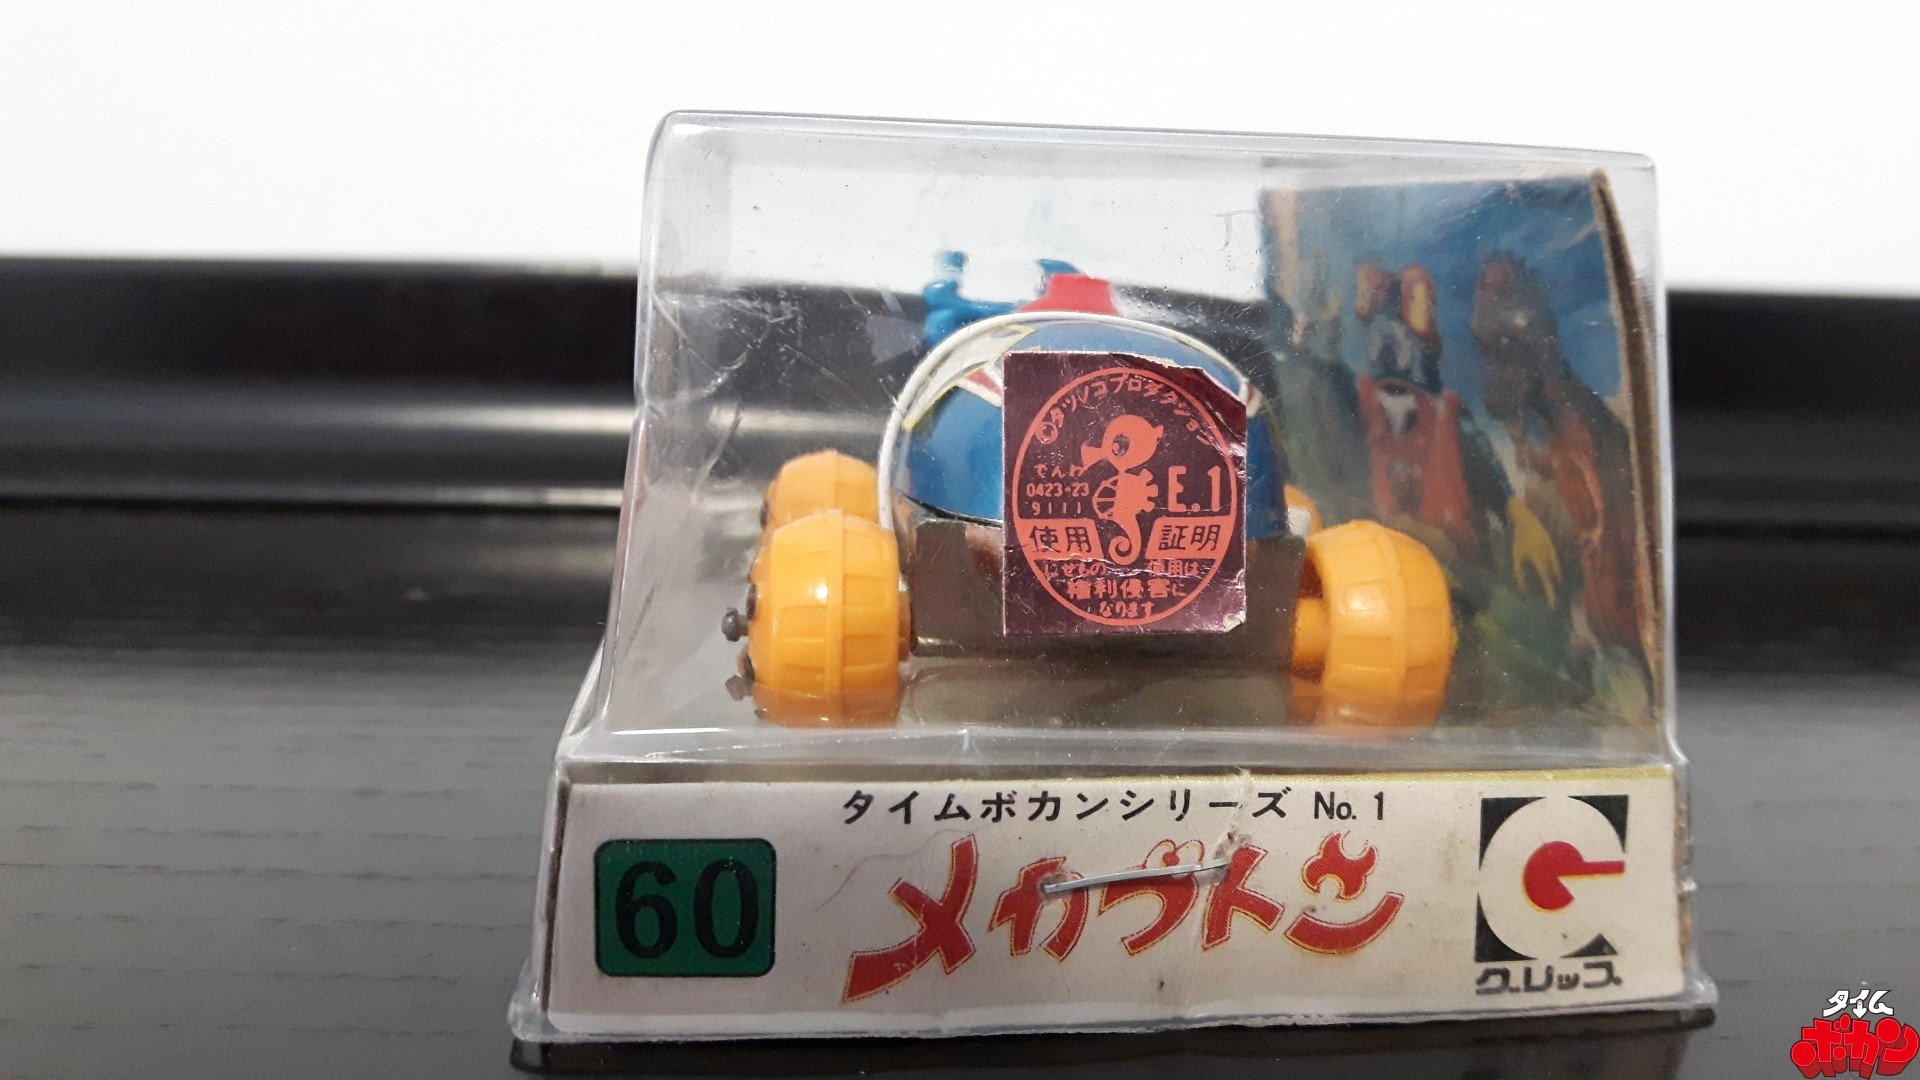 ©タツノコプロダクション
でんわ
0423-23
9111
E.1
使用 証明
にせもの 使用は
権利侵害に
なります
タイムボカンシリーズ No.1
60
メカブトン
グリップ
タイム
ボカン